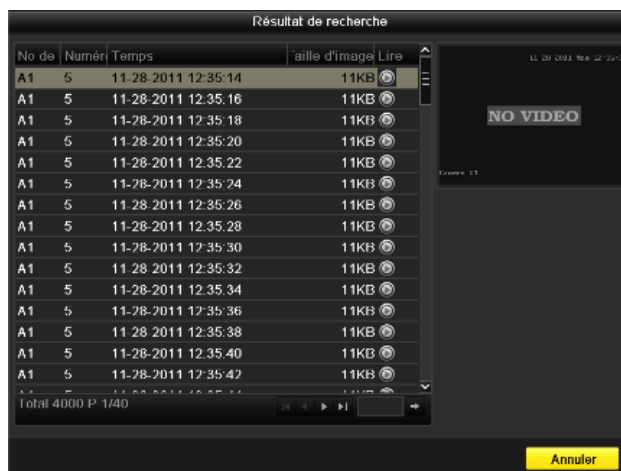 Résultat de recherche
No de Numéro Temps aille d'image Lire
A1 5 11-28-2011 12:35:14 11KB
A1 5 11-28-2011 12:35:16 11KB
A1 5 11-28-2011 12:35:18 11KB
A1 5 11-28-2011 12:35:20 11KB
A1 5 11-28-2011 12:35:22 11KB
A1 5 11-28-2011 12:35:24 11KB
A1 5 11-28-2011 12:35:26 11KB
A1 5 11-28-2011 12:35:28 11KB
A1 5 11-28-2011 12:35:30 11KB
A1 5 11-28-2011 12:35:32 11KB
A1 5 11-28-2011 12:35:34 11KB
A1 5 11-28-2011 12:35:36 11KB
A1 5 11-28-2011 12:35:38 11KB
A1 5 11-28-2011 12:35:40 11KB
A1 5 11-28-2011 12:35:42 11KB
Total 4000 P 1/40
NO VIDEO
Annuler